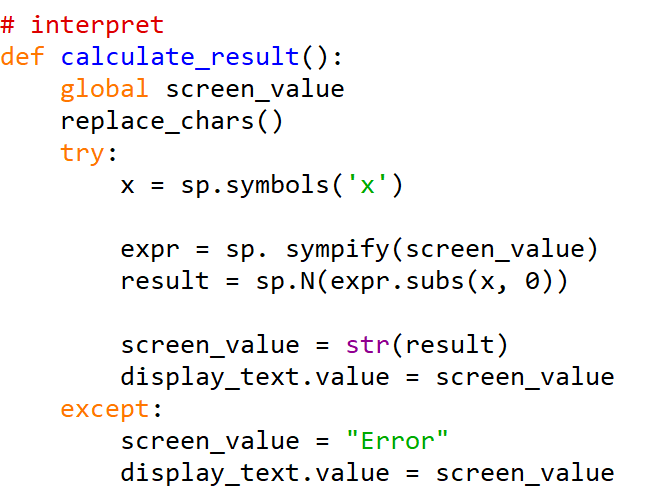 # interpret
def calculate_result():
    global screen_value
    replace_chars()
    try:
        x = sp.symbols('x')

        expr = sp. sympify(screen_value)
        result = sp.N(expr.subs(x, 0))

        screen_value = str(result)
        display_text.value = screen_value
    except:
        screen_value = "Error"
        display_text.value = screen_value